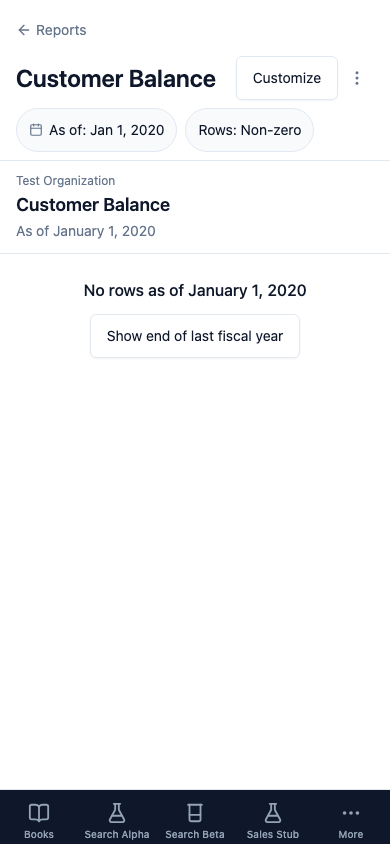 Reports
Customer Balance
Customize
As of: Jan 1, 2020
Rows: Non-zero
Test Organization
Customer Balance
As of January 1, 2020
No rows as of January 1, 2020
Show end of last fiscal year
Books
Search Alpha
Search Beta
Sales Stub
More